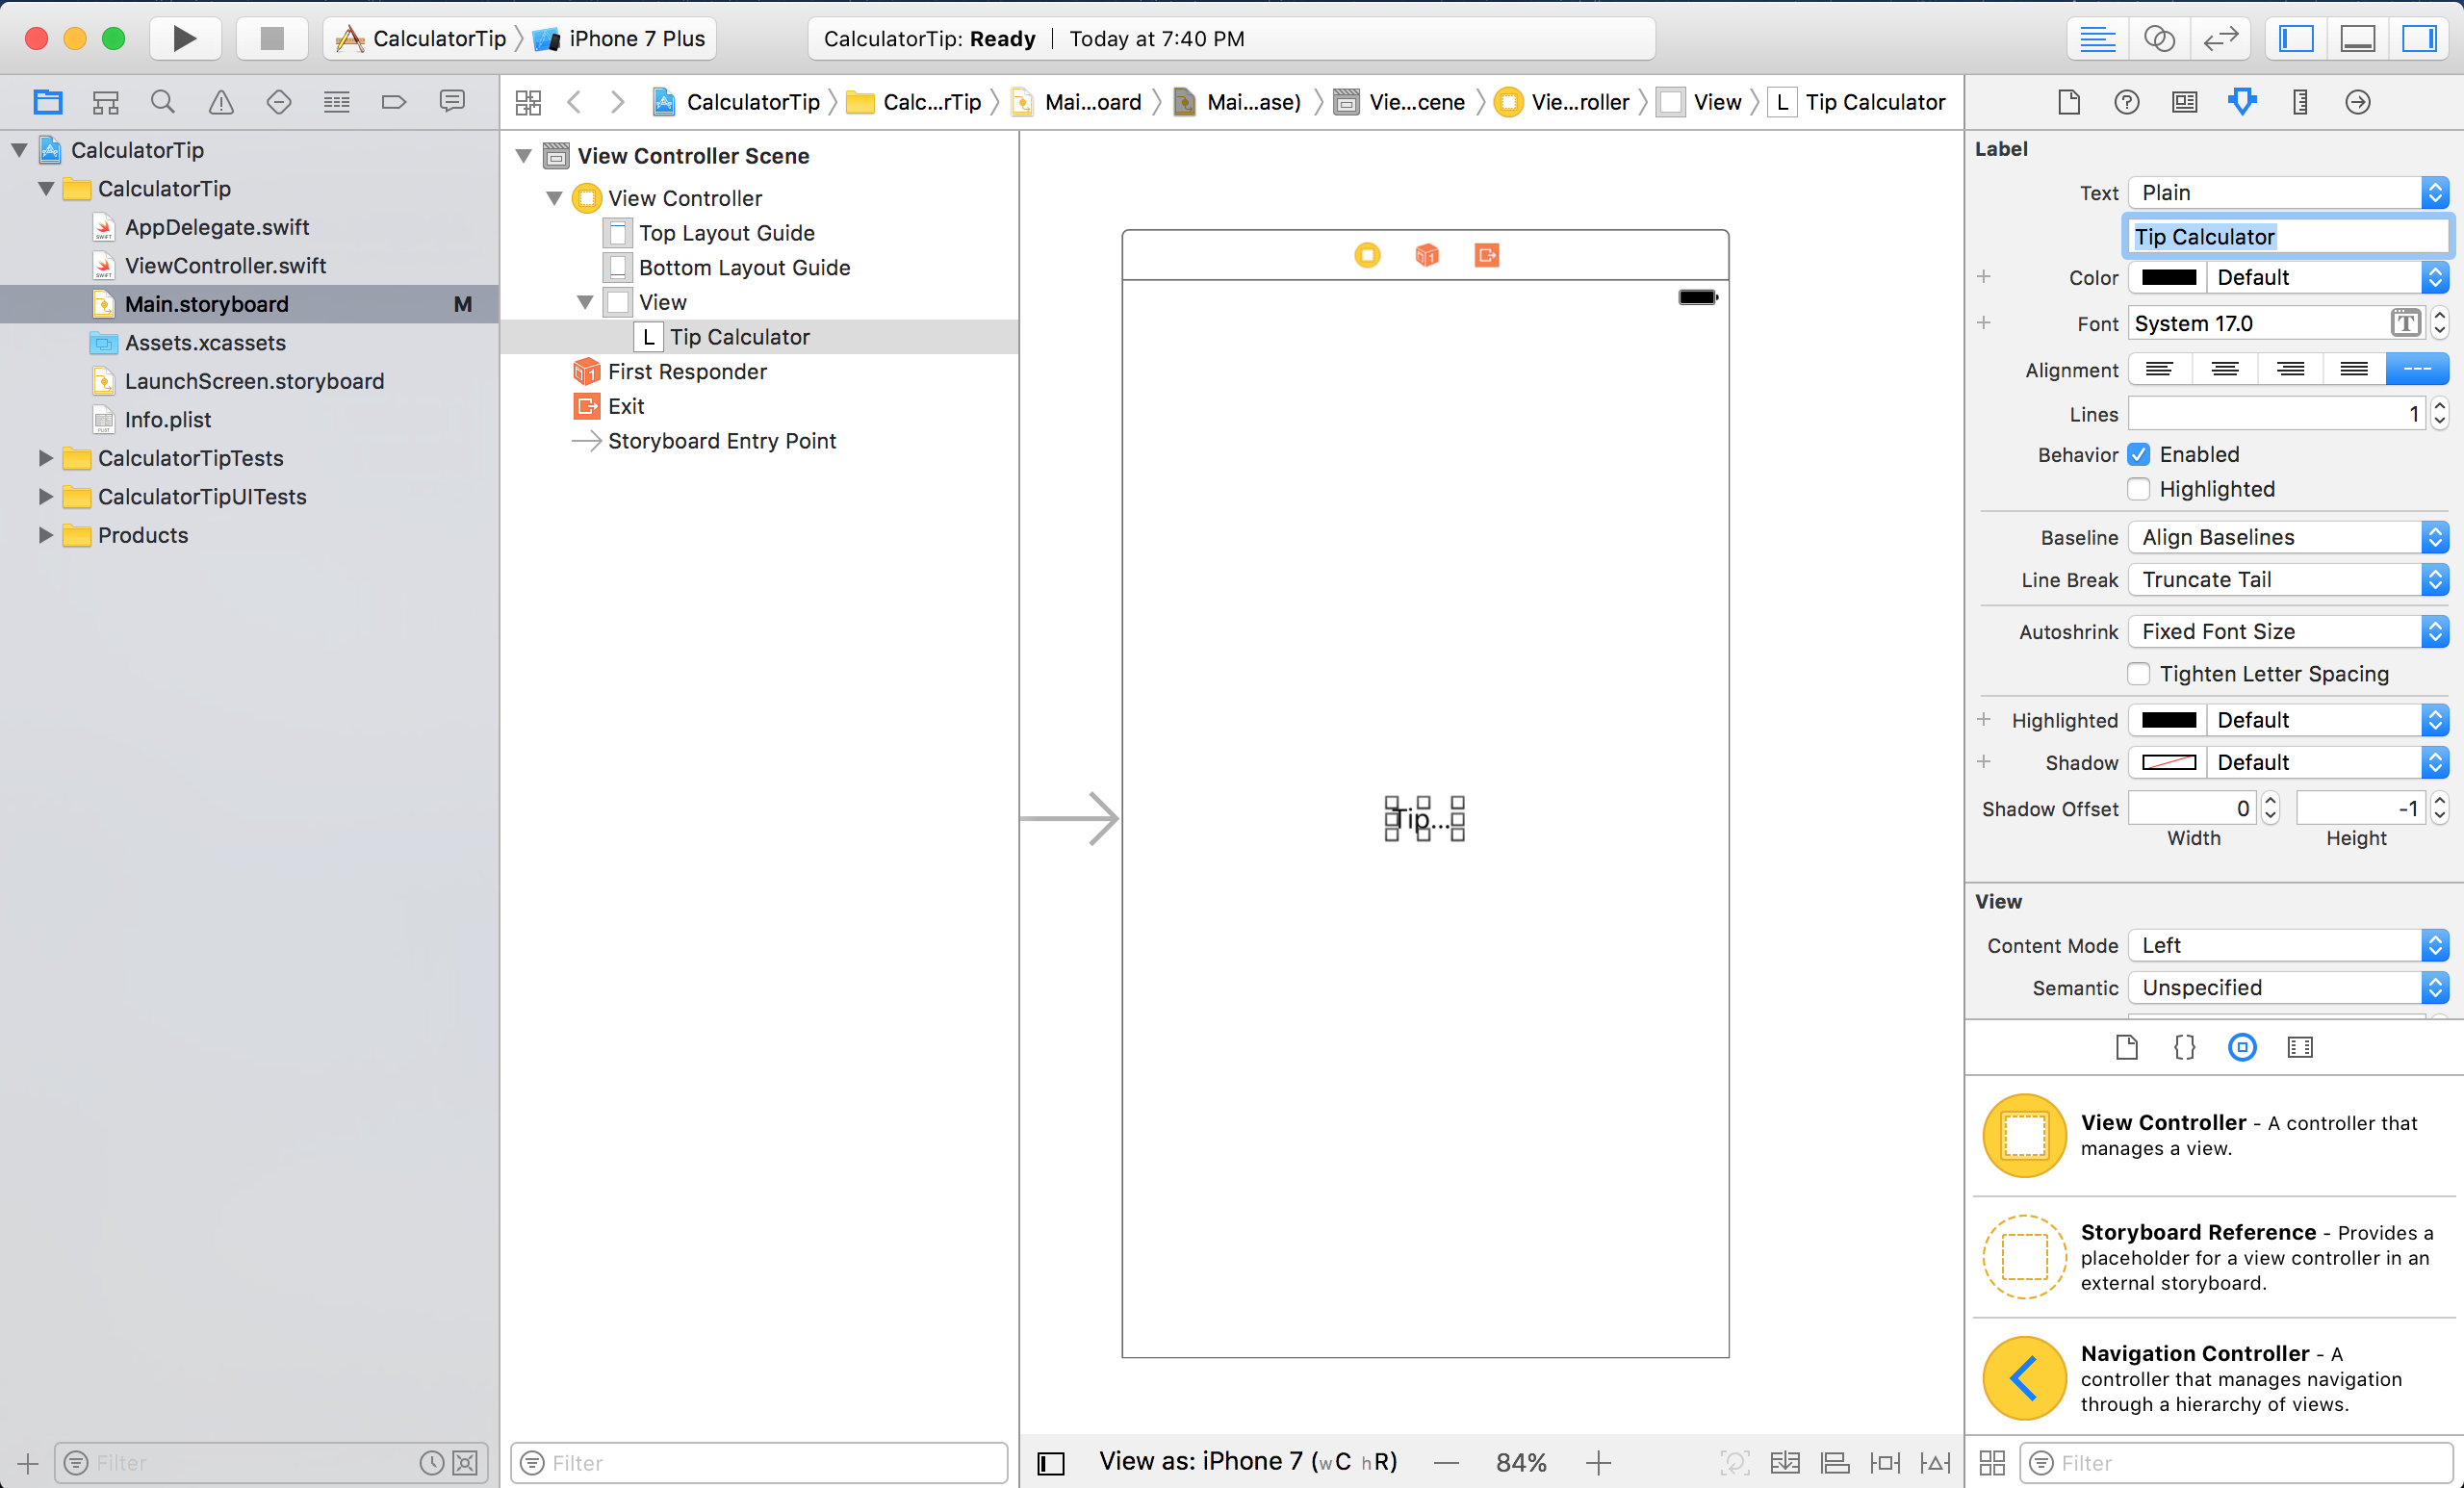 CalculatorTip
iPhone 7 Plus
CalculatorTip: Ready | Today at 7:40 PM
CalculatorTip
Calc...rTip
Mai...oard
Mai...ase)
Vie...cene
Vie...roller
View
L Tip Calculator
CalculatorTip
CalculatorTip
AppDelegate.swift
ViewController.swift
Main.storyboard M
Assets.xcassets
LaunchScreen.storyboard
Info.plist
CalculatorTipTests
CalculatorTipUITests
Products
Filter
View Controller Scene
View Controller
Top Layout Guide
Bottom Layout Guide
View
L Tip Calculator
First Responder
Exit
Storyboard Entry Point
Filter
Tip...
View as: iPhone 7 (wC hR)
84%
Label
Text Plain
Tip Calculator
Color Default
Font System 17.0 T
Alignment
Lines 1
Behavior Enabled
Highlighted
Baseline Align Baselines
Line Break Truncate Tail
Autoshrink Fixed Font Size
Tighten Letter Spacing
Highlighted Default
Shadow Default
Shadow Offset 0 -1
Width Height
View
Content Mode Left
Semantic Unspecified
View Controller - A controller that
manages a view.
Storyboard Reference - Provides a
placeholder for a view controller in an
external storyboard.
Navigation Controller - A
controller that manages navigation
through a hierarchy of views.
Filter